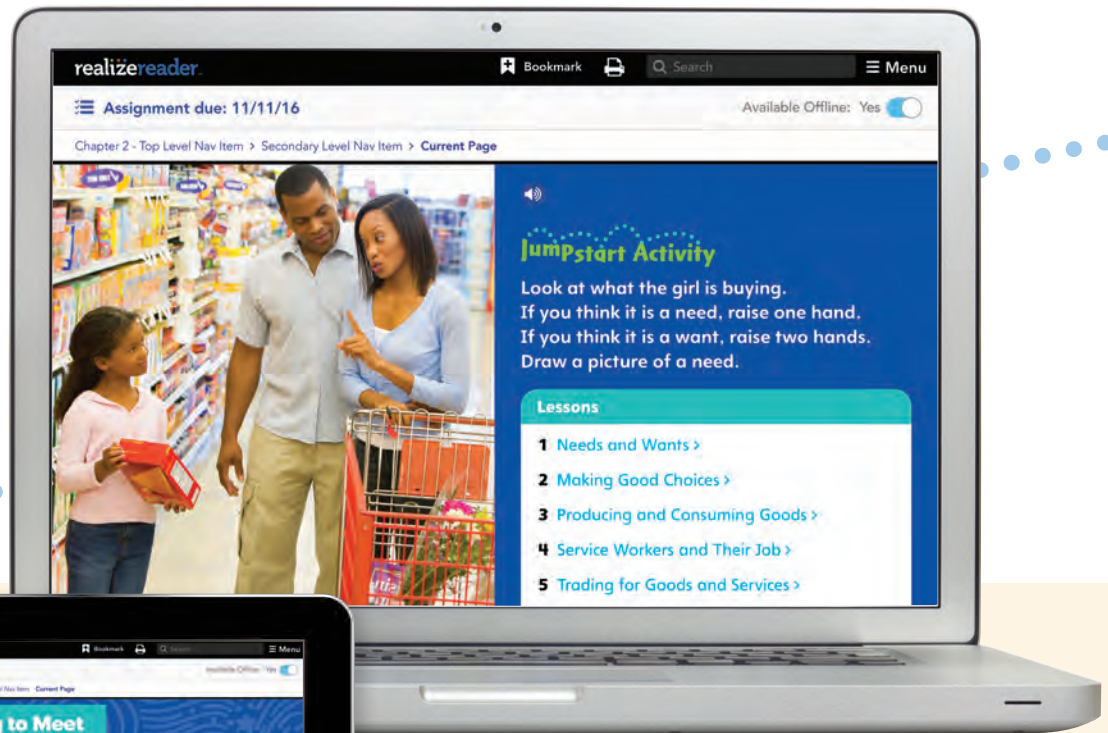 realizereader.
Bookmark
Search
Menu
Assignment due: 11/11/16
Available Offline: Yes
Chapter 2 - Top Level Nav Item > Secondary Level Nav Item > Current Page
Jumpstart Activity
Look at what the girl is buying.
If you think it is a need, raise one hand.
If you think it is a want, raise two hands.
Draw a picture of a need.
Lessons
1 Needs and Wants >
2 Making Good Choices >
3 Producing and Consuming Goods >
4 Service Workers and Their Job >
5 Trading for Goods and Services >
Bookmark
Search
Menu
Available Offline: Yes
Nav Item Current Page
to Meet